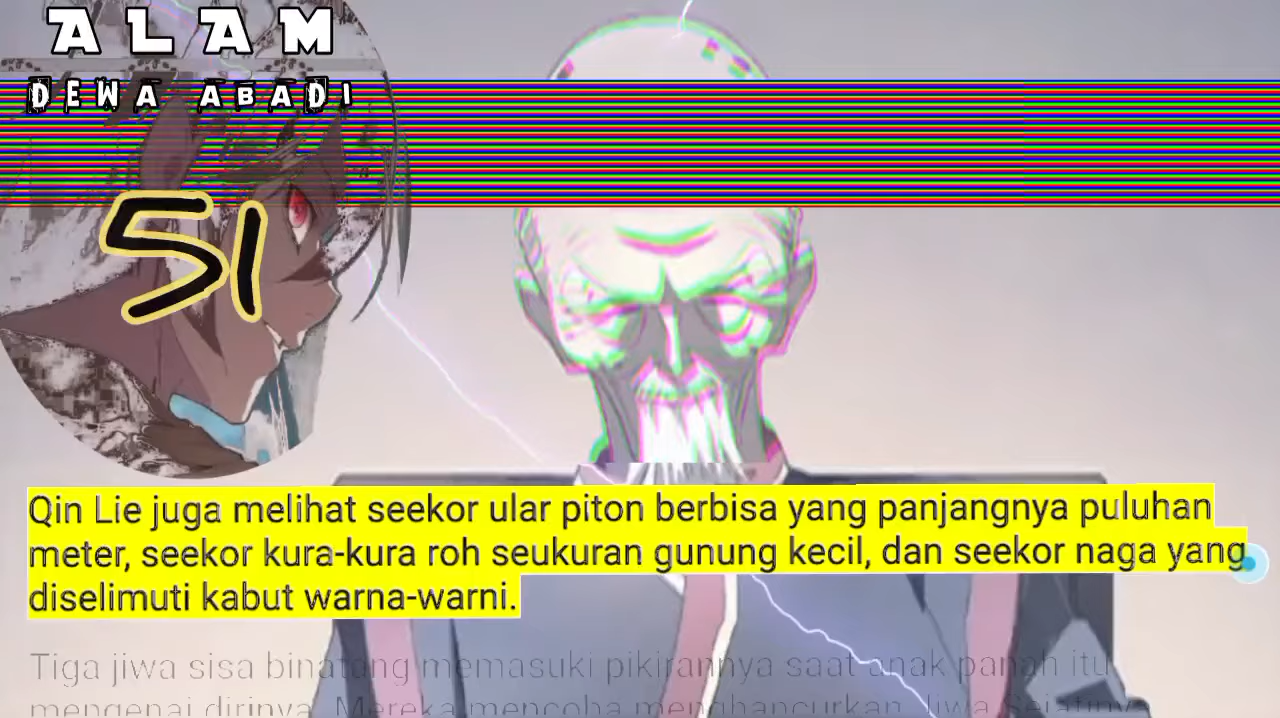 ALAM
DEWA ABADI
51
Qin Lie juga melihat seekor ular piton berbisa yang panjangnya puluhan
meter, seekor kura-kura roh seukuran gunung kecil, dan seekor naga yang
diselimuti kabut warna-warni.
Tiga jiwa sisa binatang memasuki pikirannya saat anak panah itu
mengenai dirinya. Mereka mencoba menghancurkan Jiwa Sejatinya